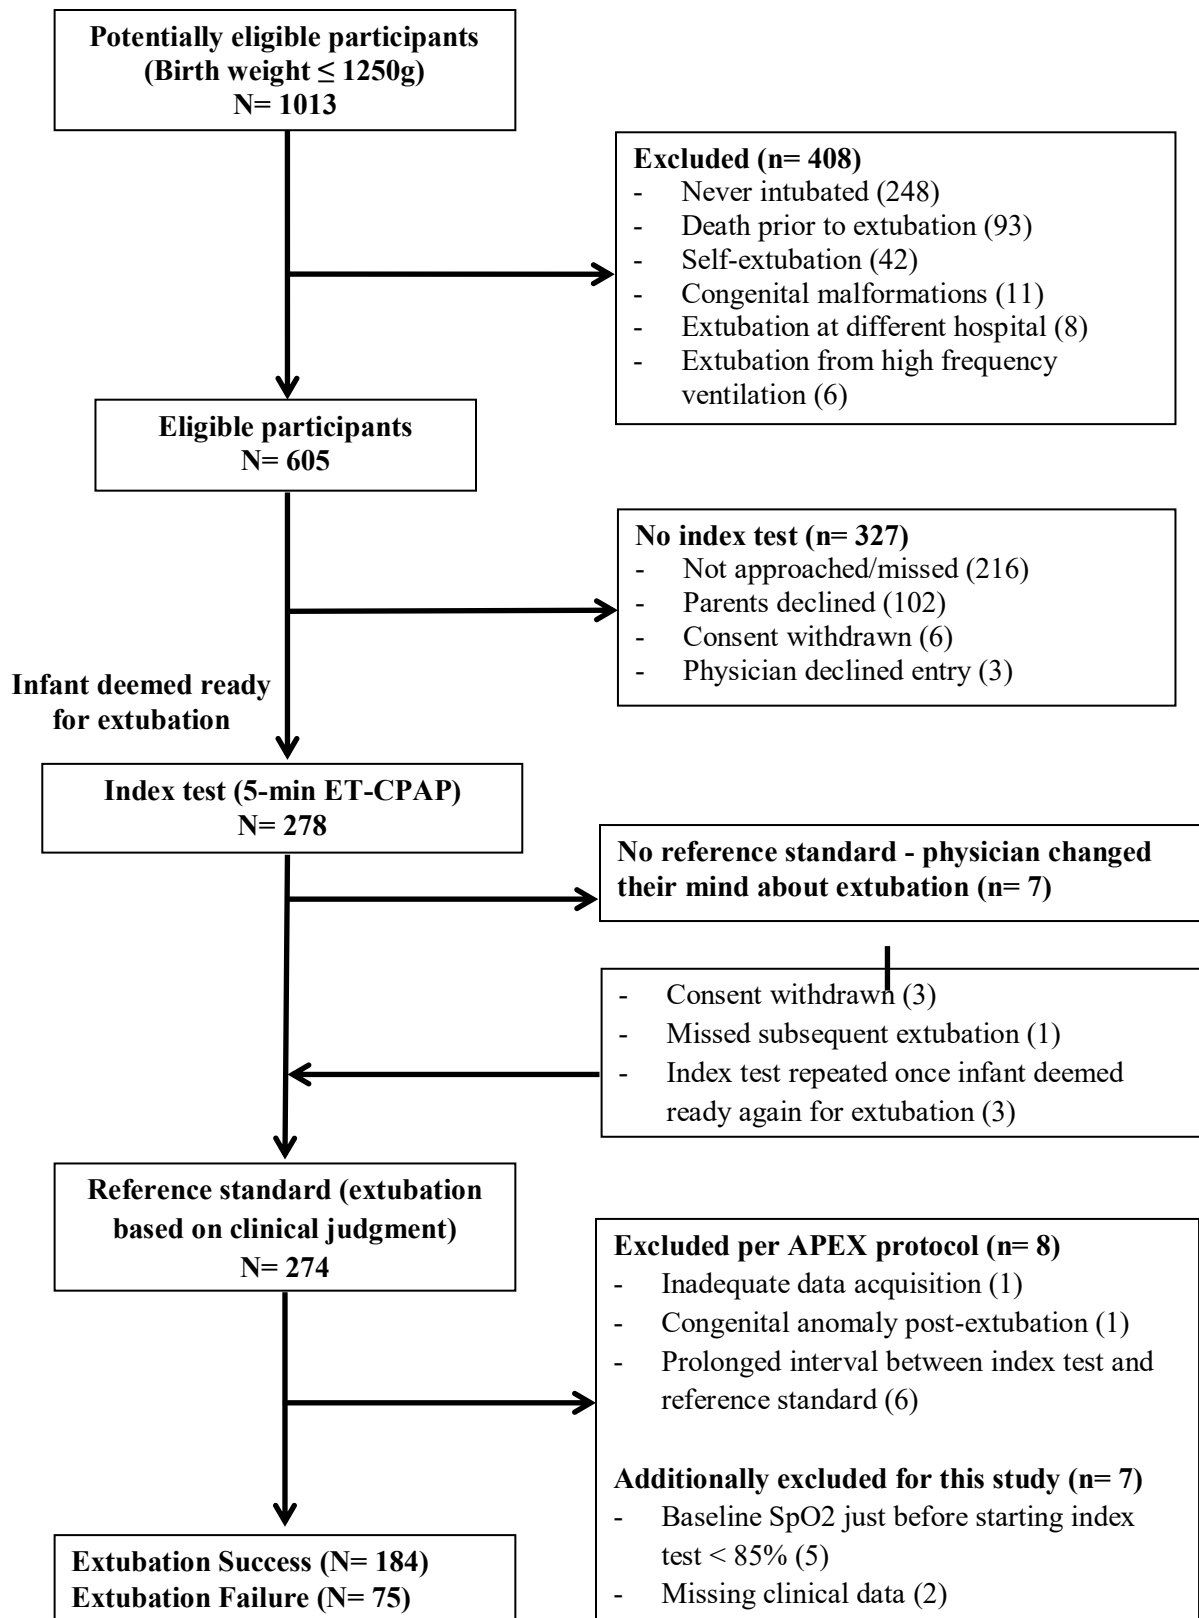 Potentially eligible participants
(Birth weight ≤ 1250g)
N= 1013
Excluded (n= 408)
- Never intubated (248)
- Death prior to extubation (93)
- Self-extubation (42)
- Congenital malformations (11)
- Extubation at different hospital (8)
- Extubation from high frequency
ventilation (6)
Eligible participants
N= 605
No index test (n= 327)
- Not approached/missed (216)
- Parents declined (102)
- Consent withdrawn (6)
- Physician declined entry (3)
Infant deemed ready
for extubation
Index test (5-min ET-CPAP)
N= 278
No reference standard - physician changed
their mind about extubation (n= 7)
- Consent withdrawn (3)
- Missed subsequent extubation (1)
- Index test repeated once infant deemed
ready again for extubation (3)
Reference standard (extubation
based on clinical judgment)
N= 274
Excluded per APEX protocol (n= 8)
- Inadequate data acquisition (1)
- Congenital anomaly post-extubation (1)
- Prolonged interval between index test and
reference standard (6)
Additionally excluded for this study (n= 7)
- Baseline SpO2 just before starting index
test < 85% (5)
- Missing clinical data (2)
Extubation Success (N= 184)
Extubation Failure (N= 75)